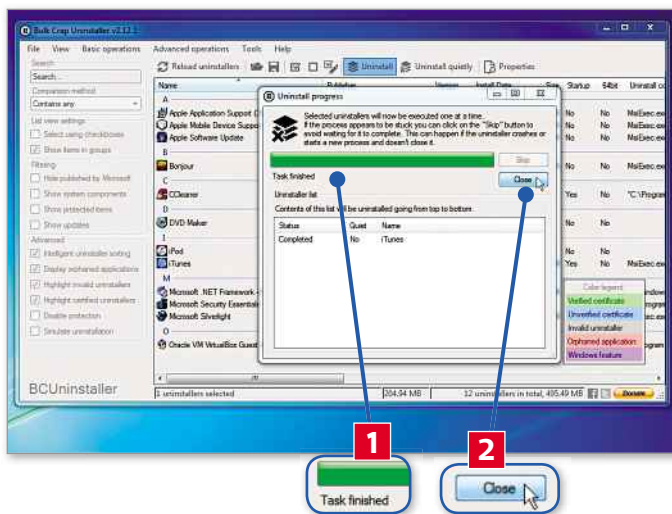 Bulk Crap Uninstaller v3.12.1
File View Basic operations Advanced operations Tools Help
Search
Search...
Comparison method:
Contains any
List view settings
Select using checkboxes
Show items in groups
Filtering
Hide published by Microsoft
Show system components
Show protected items
Show updates
Advanced
Intelligent uninstaller sorting
Display orphaned applications
Highlight invalid uninstallers
Highlight certified uninstallers
Disable protection
Simulate uninstallation
BCUninstaller
Reload uninstallers Uninstall Uninstall quietly Properties
Name Publisher Version Install Date Size Startup 64bit Uninstall
A
Apple Application Support No No MsiExec.exe
Apple Mobile Device Suppo No No MsiExec.exe
Apple Software Update No No MsiExec.exe
B
Bonjour No No MsiExec.exe
C
CCleaner Yes No "C:\Program
D
DVD Maker No No
I
iPod No No
iTunes Yes No MsiExec.exe
M
Microsoft .NET Framework
Microsoft Security Essentials
Microsoft Silverlight
O
Oracle VM VirtualBox Guest
Uninstall progress
Selected uninstallers will now be executed one at a time.
If the process appears to be stuck you can click on the "Skip" button to
avoid waiting for it to complete. This can happen if the uninstaller crashes or
starts a new process and doesn't close it.
Skip
Task finished
Close
Uninstaller list
Contents of this list will be uninstalled going from top to bottom.
Status Quiet Name
Completed No iTunes
Color legend
Verified certificate
Unverified certificate
Invalid uninstaller
Orphaned application
Windows feature
1 uninstallers selected 204.94 MB 12 uninstallers in total, 495.49 MB Donate
1
2
Task finished
Close